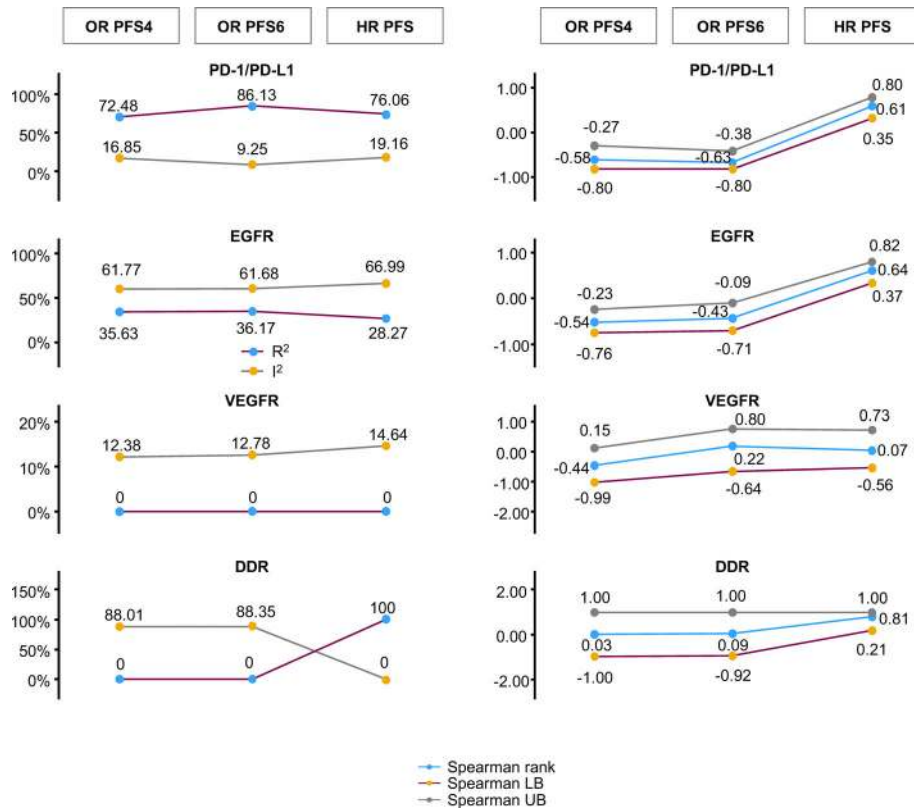 OR PFS4 OR PFS6 HR PFS OR PFS4 OR PFS6 HR PFS
PD-1/PD-L1
100%
50%
0%
72.48 86.13 76.06
16.85 9.25 19.16
PD-1/PD-L1
1.00
0.00
-1.00
-0.27 -0.38 0.80
-0.58 -0.63 0.61
-0.80 -0.80 0.35
EGFR
100%
50%
0%
61.77 61.68 66.99
35.63 36.17 28.27
R²
I²
EGFR
1.00
0.00
-1.00
-0.23 -0.09 0.82
-0.54 -0.43 0.64
-0.76 -0.71 0.37
VEGFR
20%
10%
0%
12.38 12.78 14.64
0 0 0
VEGFR
1.00
0.00
-1.00
-2.00
0.15 0.80 0.73
-0.44 0.22 0.07
-0.99 -0.64 -0.56
DDR
150%
100%
50%
0%
88.01 88.35 100
0 0 0
DDR
2.00
0.00
-2.00
1.00 1.00 1.00
0.03 0.09 0.81
-1.00 -0.92 0.21
Spearman rank
Spearman LB
Spearman UB